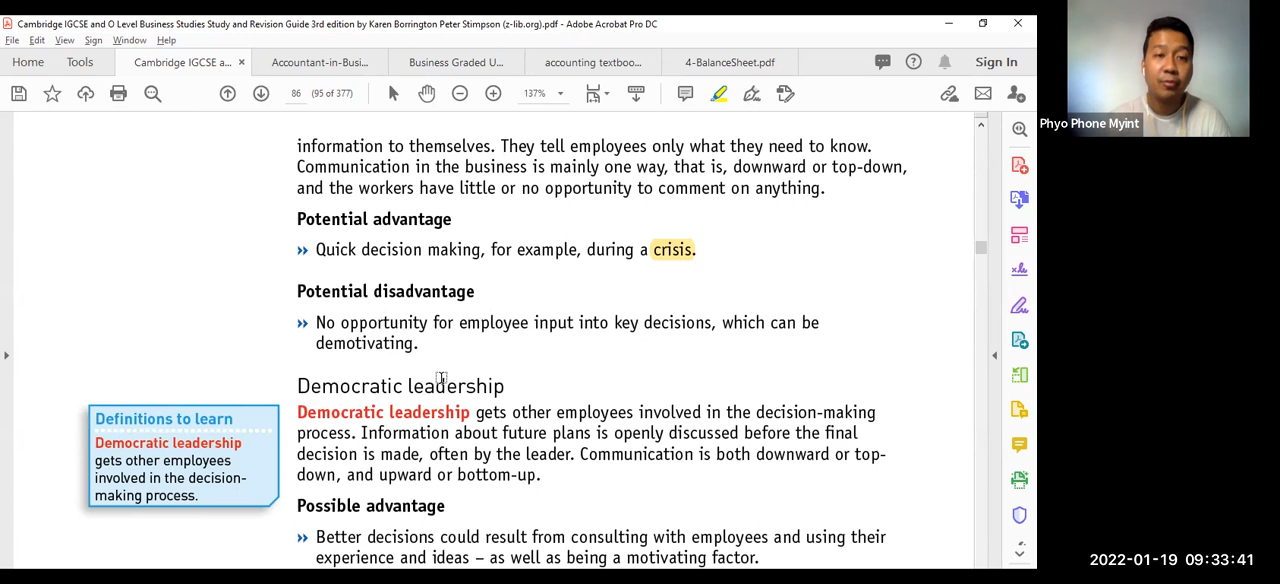 Cambridge IGCSE and O Level Business Studies Study and Revision Guide 3rd edition by Karen Borrington Peter Stimpson (z-lib.org).pdf - Adobe Acrobat Pro DC
File Edit View Sign Window Help
Home Tools Cambridge IGCSE a... × Accountant-in-Busi... Business Graded U... accounting textboo... 4-BalanceSheet.pdf Sign In
86 (95 of 377) 137%
Phyo Phone Myint
information to themselves. They tell employees only what they need to know.
Communication in the business is mainly one way, that is, downward or top-down,
and the workers have little or no opportunity to comment on anything.
Potential advantage
» Quick decision making, for example, during a crisis.
Potential disadvantage
» No opportunity for employee input into key decisions, which can be
demotivating.
Democratic leadership
Democratic leadership gets other employees involved in the decision-making
process. Information about future plans is openly discussed before the final
decision is made, often by the leader. Communication is both downward or top-
down, and upward or bottom-up.
Definitions to learn
Democratic leadership
gets other employees
involved in the decision-
making process.
Possible advantage
» Better decisions could result from consulting with employees and using their
experience and ideas – as well as being a motivating factor.
2022-01-19 09:33:41